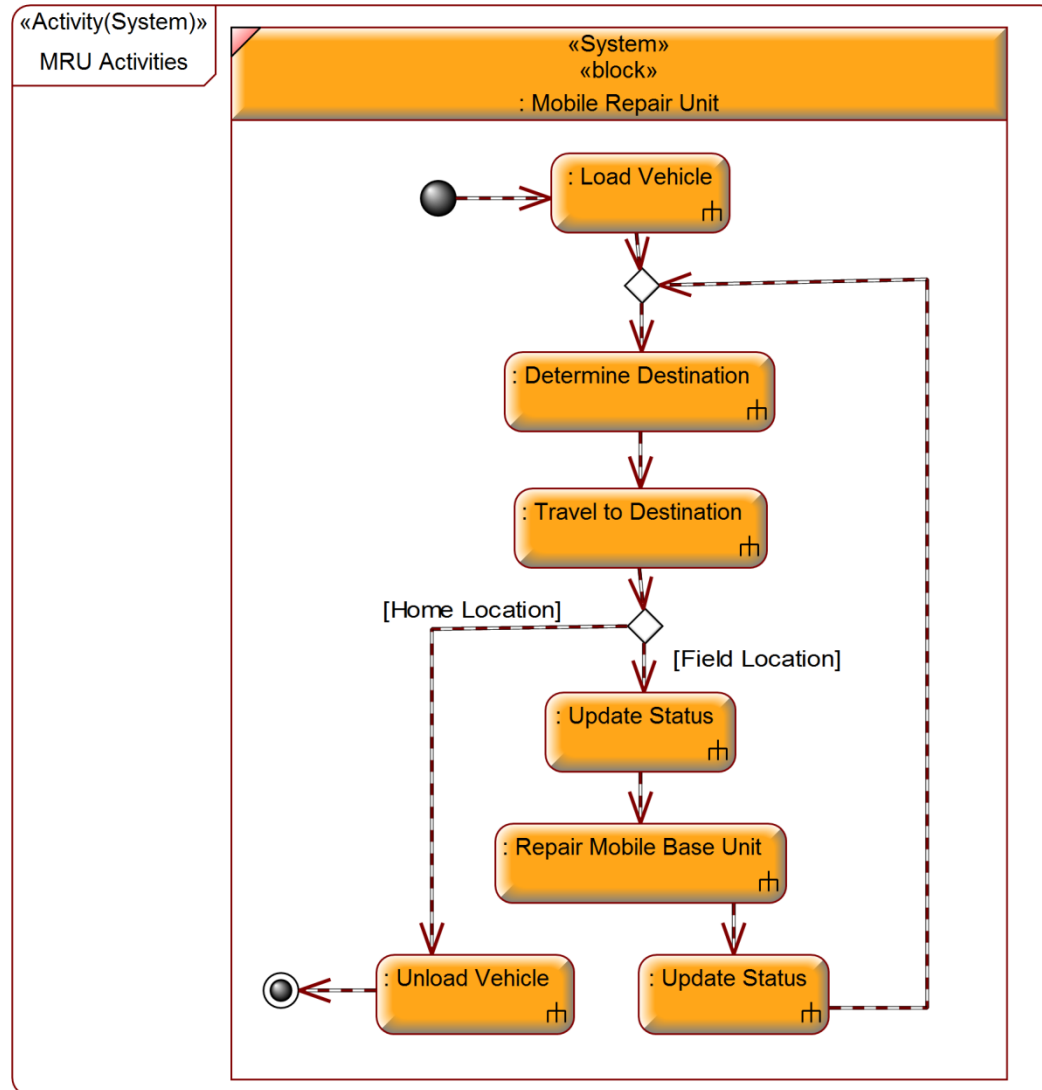 «Activity(System)»
MRU Activities
«System»
«block»
: Mobile Repair Unit
: Load Vehicle
: Determine Destination
: Travel to Destination
[Home Location]
[Field Location]
: Update Status
: Repair Mobile Base Unit
: Unload Vehicle
: Update Status